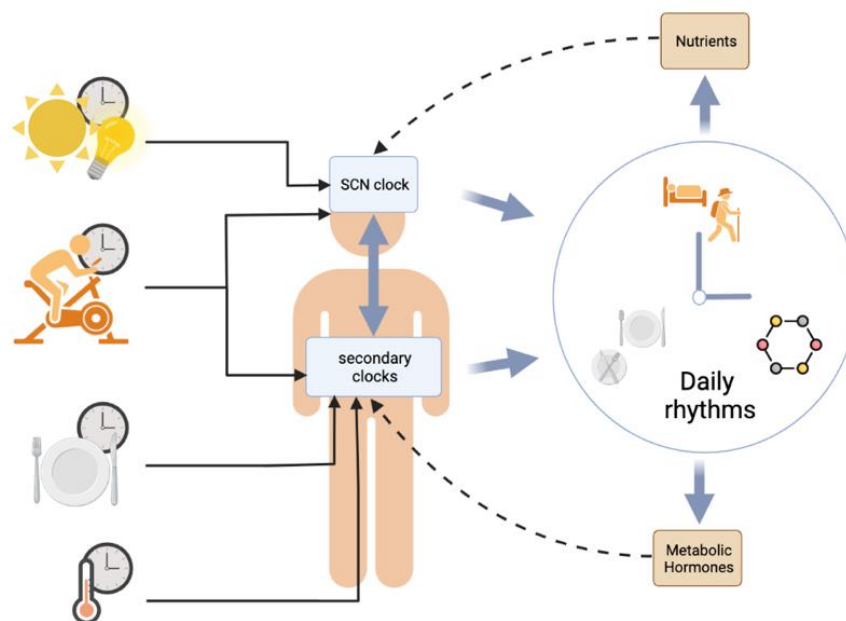 Nutrients
SCN clock
secondary
clocks
Daily
rhythms
Metabolic
Hormones